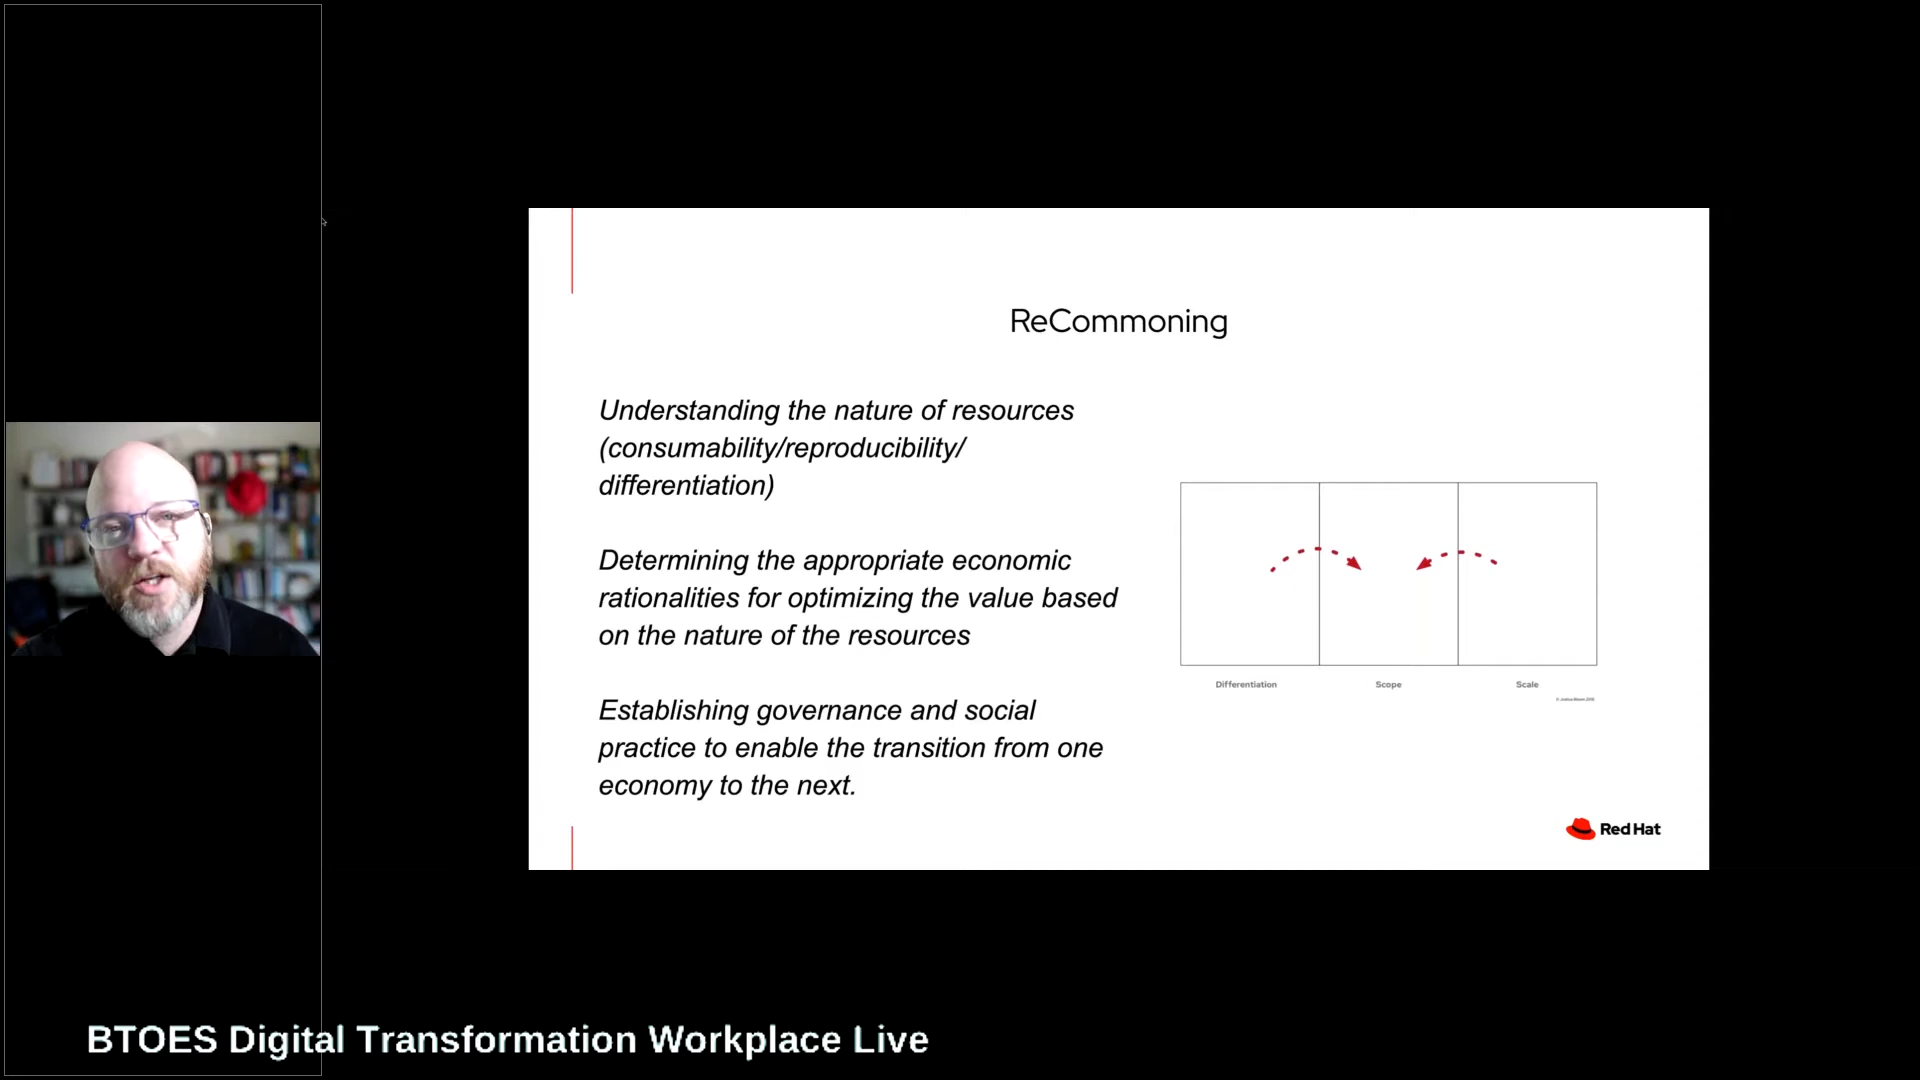 ReCommoning
Understanding the nature of resources
(consumability/reproducibility/
differentiation)
Determining the appropriate economic
rationalities for optimizing the value based
on the nature of the resources
Establishing governance and social
practice to enable the transition from one
economy to the next.
Differentiation
Scope
Scale
Red Hat
BTOES Digital Transformation Workplace Live